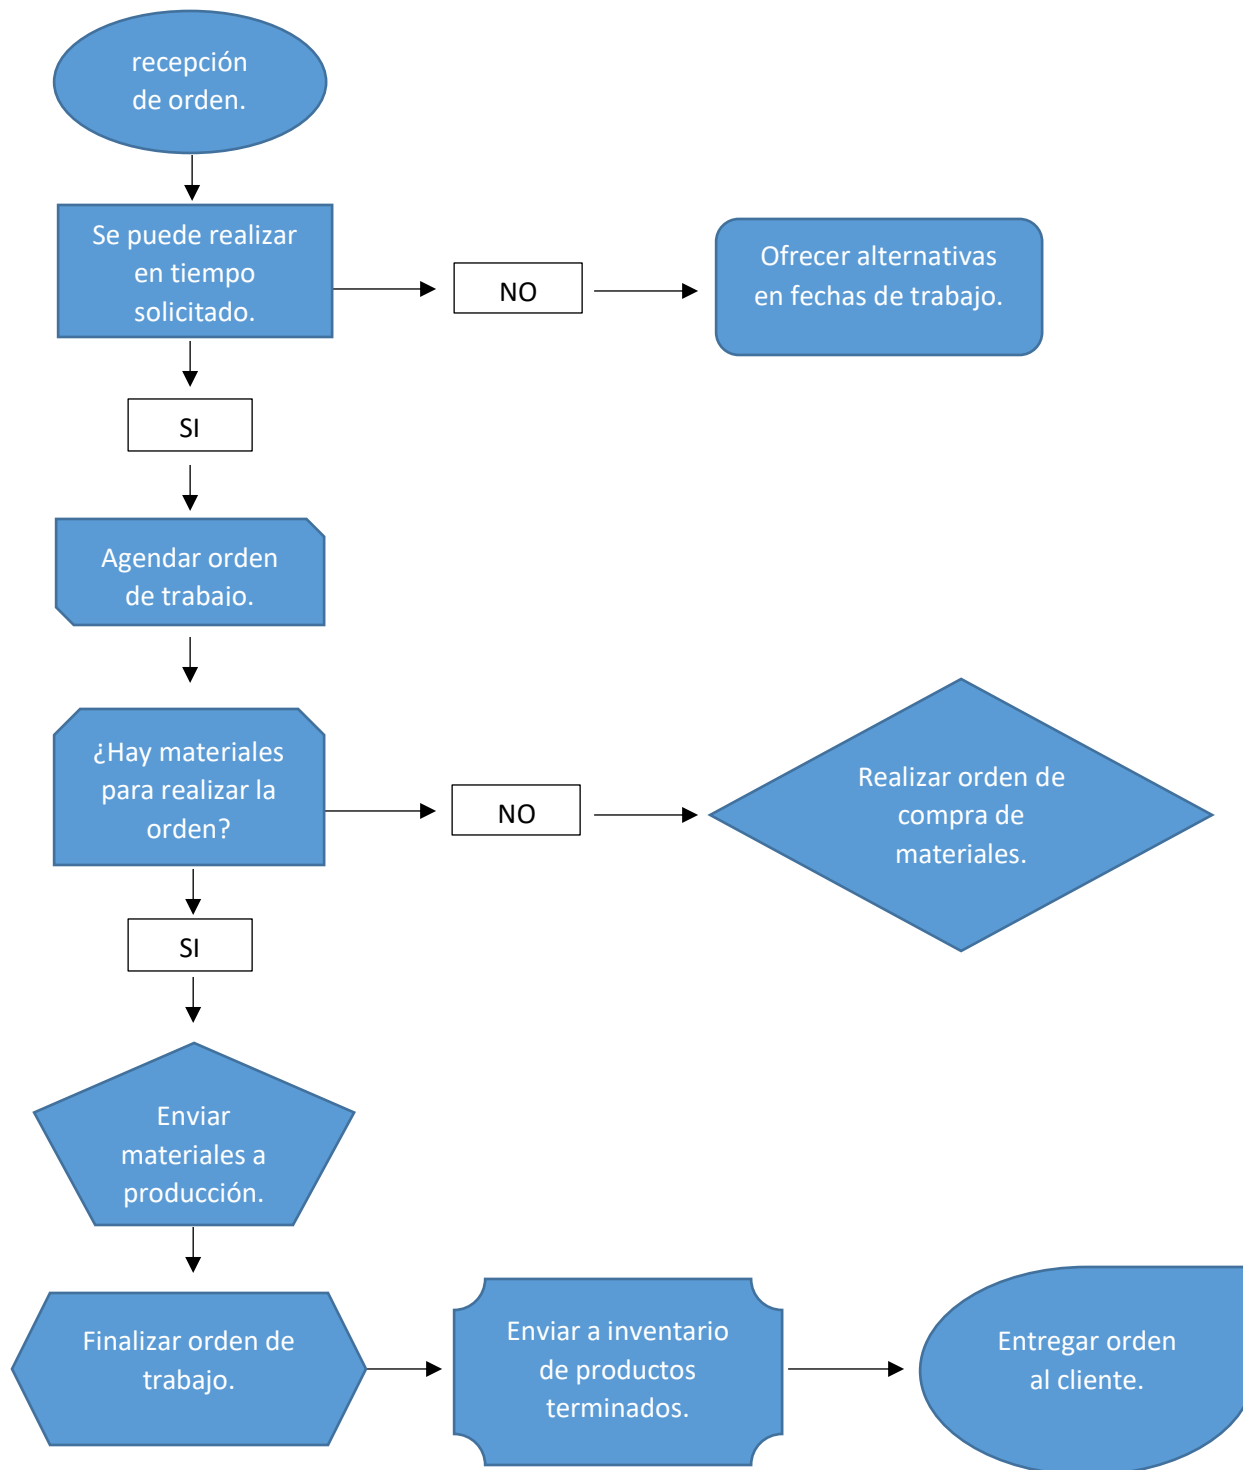 recepción
de orden.
Se puede realizar
en tiempo
solicitado.
NO
Ofrecer alternativas
en fechas de trabajo.
SI
Agendar orden
de trabajo.
¿Hay materiales
para realizar la
orden?
NO
Realizar orden de
compra de
materiales.
SI
Enviar
materiales a
producción.
Finalizar orden de
trabajo.
Enviar a inventario
de productos
terminados.
Entregar orden
al cliente.